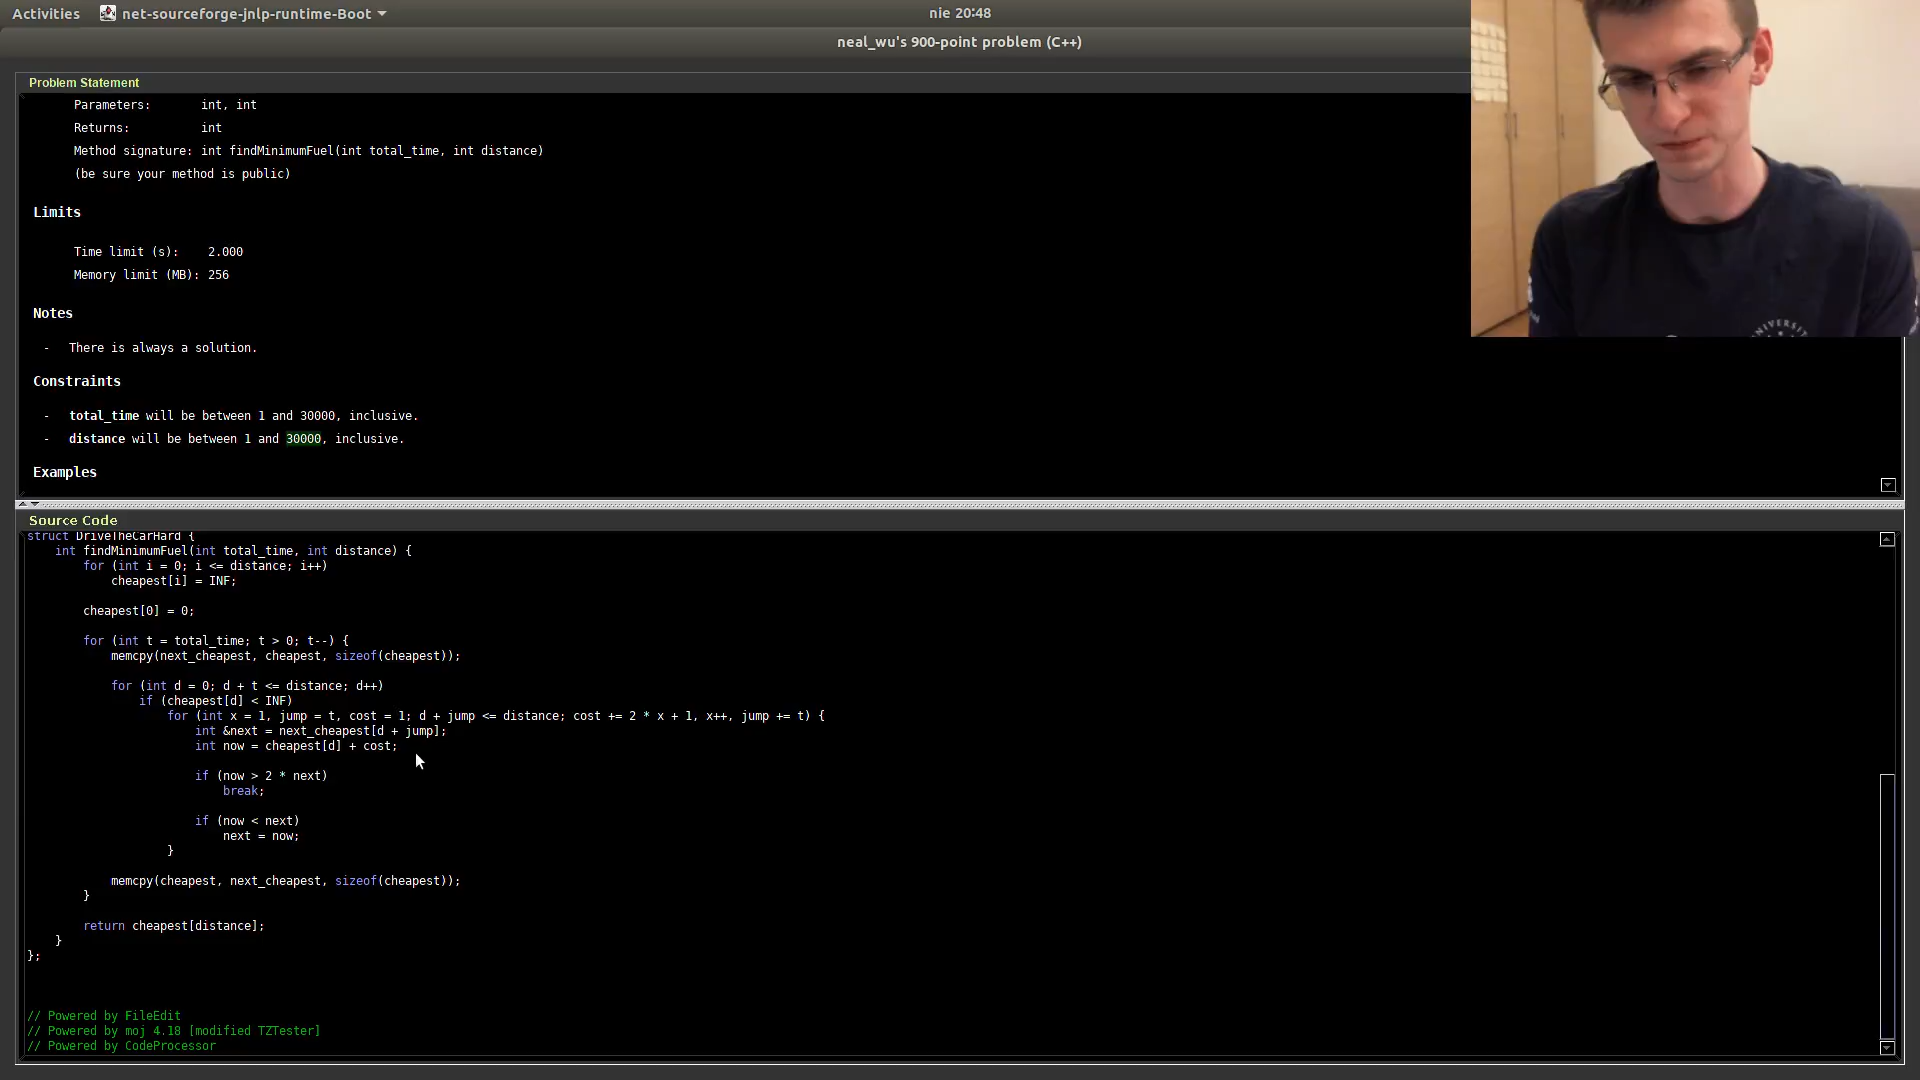 Activities net-sourceforge-jnlp-runtime-Boot nie 20:48
neal_wu's 900-point problem (C++)
Problem Statement
Parameters: int, int
Returns: int
Method signature: int findMinimumFuel(int total_time, int distance)
(be sure your method is public)
Limits
Time limit (s): 2.000
Memory limit (MB): 256
Notes
- There is always a solution.
Constraints
- total_time will be between 1 and 30000, inclusive.
- distance will be between 1 and 30000, inclusive.
Examples
Source Code
struct DriveTheCarHard {
int findMinimumFuel(int total_time, int distance) {
for (int i = 0; i <= distance; i++)
cheapest[i] = INF;
cheapest[0] = 0;
for (int t = total_time; t > 0; t--) {
memcpy(next_cheapest, cheapest, sizeof(cheapest));
for (int d = 0; d + t <= distance; d++)
if (cheapest[d] < INF)
for (int x = 1, jump = t, cost = 1; d + jump <= distance; cost += 2 * x + 1, x++, jump += t) {
int &next = next_cheapest[d + jump];
int now = cheapest[d] + cost;
if (now > 2 * next)
break;
if (now < next)
next = now;
}
memcpy(cheapest, next_cheapest, sizeof(cheapest));
}
return cheapest[distance];
}
};
// Powered by FileEdit
// Powered by moj 4.18 [modified TZTester]
// Powered by CodeProcessor